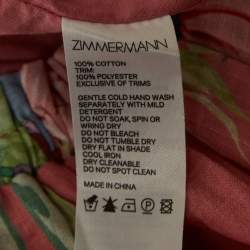 ZIMMERMANN
100% COTTON
TRIM:
100% POLYESTER
EXCLUSIVE OF TRIMS
GENTLE COLD HAND WASH
SEPARATELY WITH MILD
DETERGENT
DO NOT SOAK, SPIN OR
WRING DRY
DO NOT BLEACH
DO NOT TUMBLE DRY
DRY FLAT IN SHADE
COOL IRON
DRY CLEANABLE
DO NOT SPOT CLEAN
MADE IN CHINA